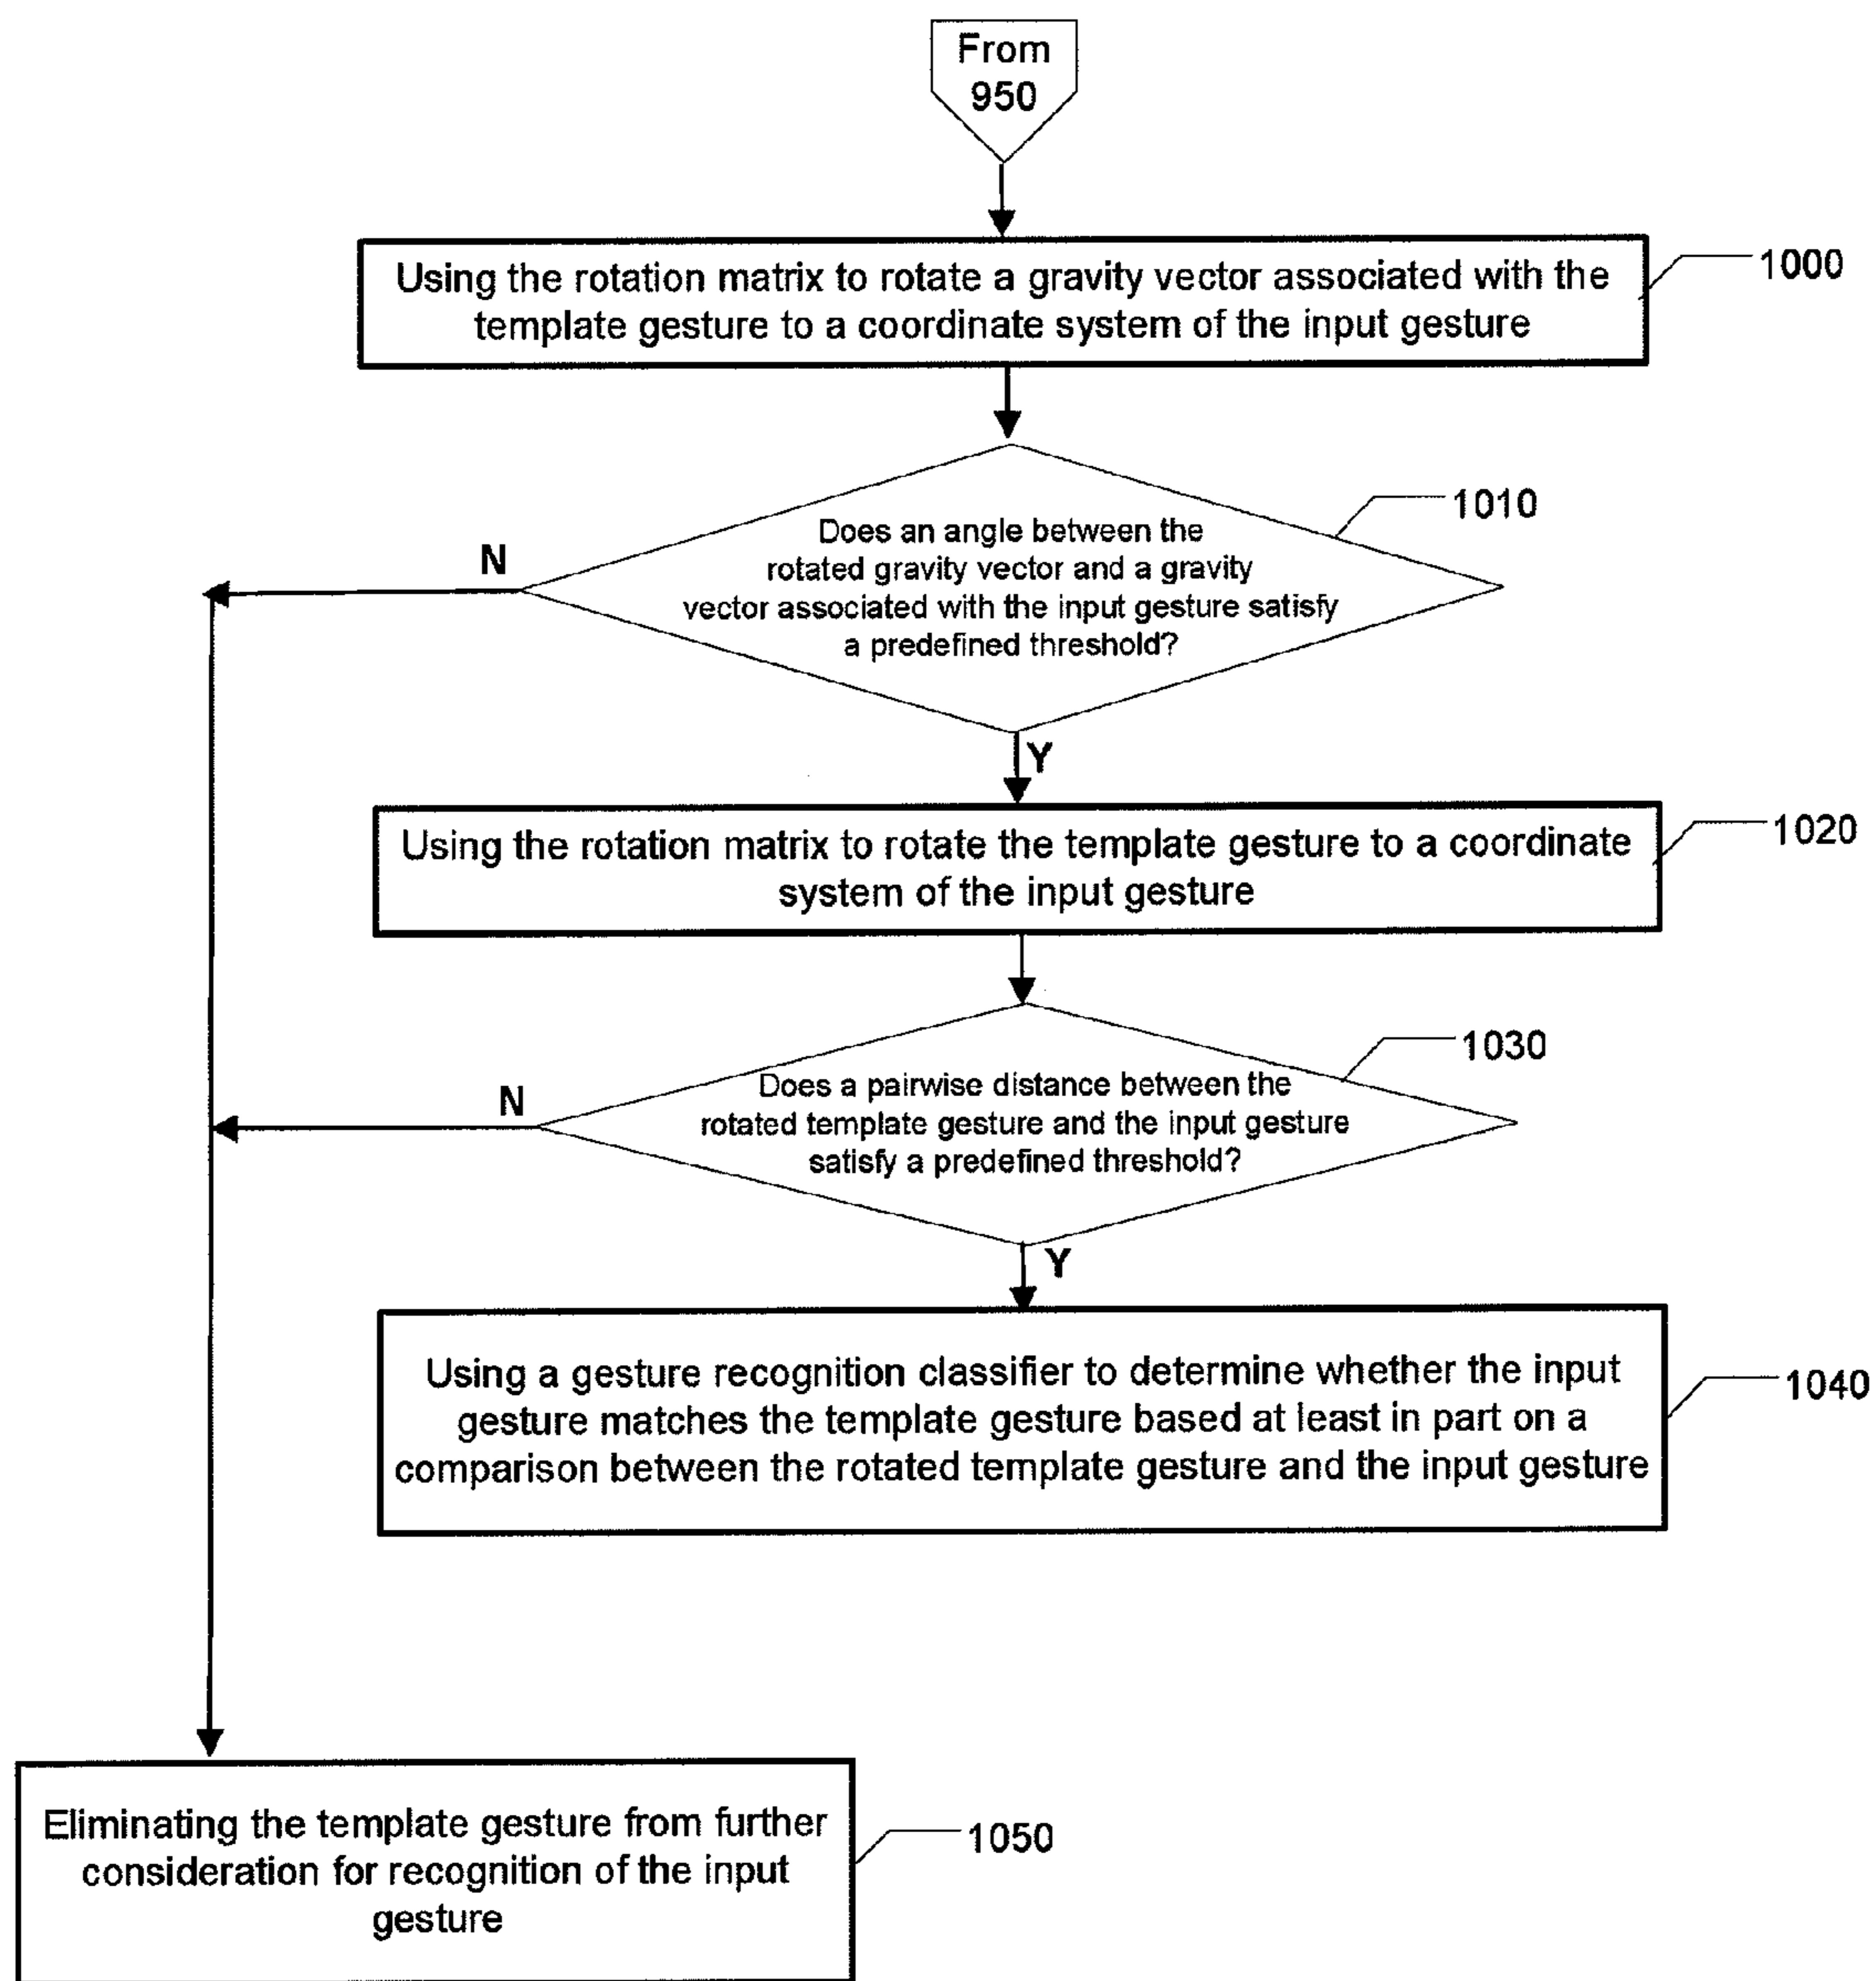 From
950
Using the rotation matrix to rotate a gravity vector associated with the
template gesture to a coordinate system of the input gesture
1000
Does an angle between the
rotated gravity vector and a gravity
vector associated with the input gesture satisfy
a predefined threshold?
1010
N
Y
Using the rotation matrix to rotate the template gesture to a coordinate
system of the input gesture
1020
Does a pairwise distance between the
rotated template gesture and the input gesture
satisfy a predefined threshold?
1030
N
Y
Using a gesture recognition classifier to determine whether the input
gesture matches the template gesture based at least in part on a
comparison between the rotated template gesture and the input gesture
1040
Eliminating the template gesture from further
consideration for recognition of the input
gesture
1050